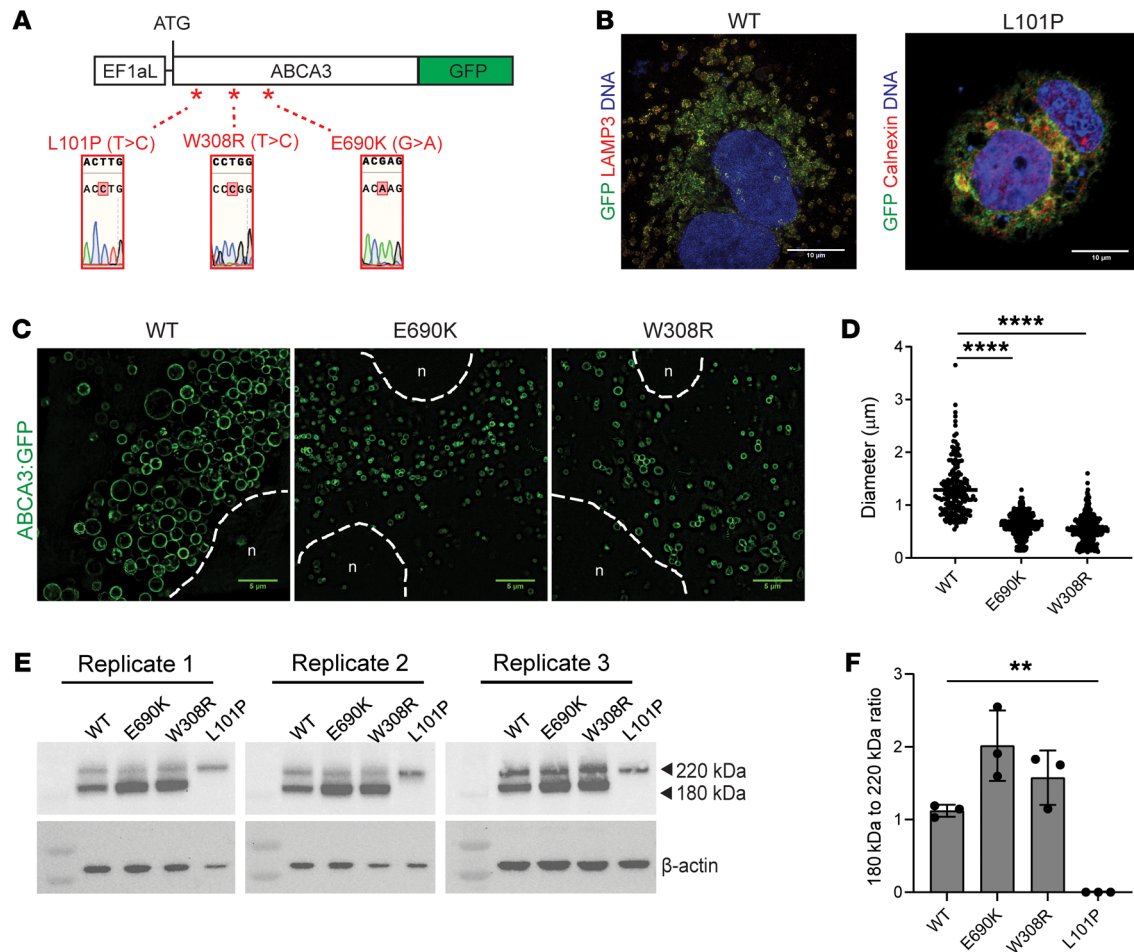 A
ATG
EF1aL
ABCA3
GFP
* * *
L101P (T>C)
W308R (T>C)
E690K (G>A)
ACTTG
CCTGG
ACGAG
ACCTG
CCCGG
ACAAG
B
WT
L101P
GFP LAMP3 DNA
GFP Calnexin DNA
10 µm
10 µm
C
WT
E690K
W308R
ABCA3:GFP
n
n
n
n
n
5 µm
5 µm
5 µm
D
****
****
Diameter (µm)
4
3
2
1
0
WT
E690K
W308R
E
Replicate 1
Replicate 2
Replicate 3
WT
E690K
W308R
L101P
WT
E690K
W308R
L101P
WT
E690K
W308R
L101P
220 kDa
180 kDa
β-actin
F
**
180 kDa to 220 kDa ratio
3
2
1
0
WT
E690K
W308R
L101P